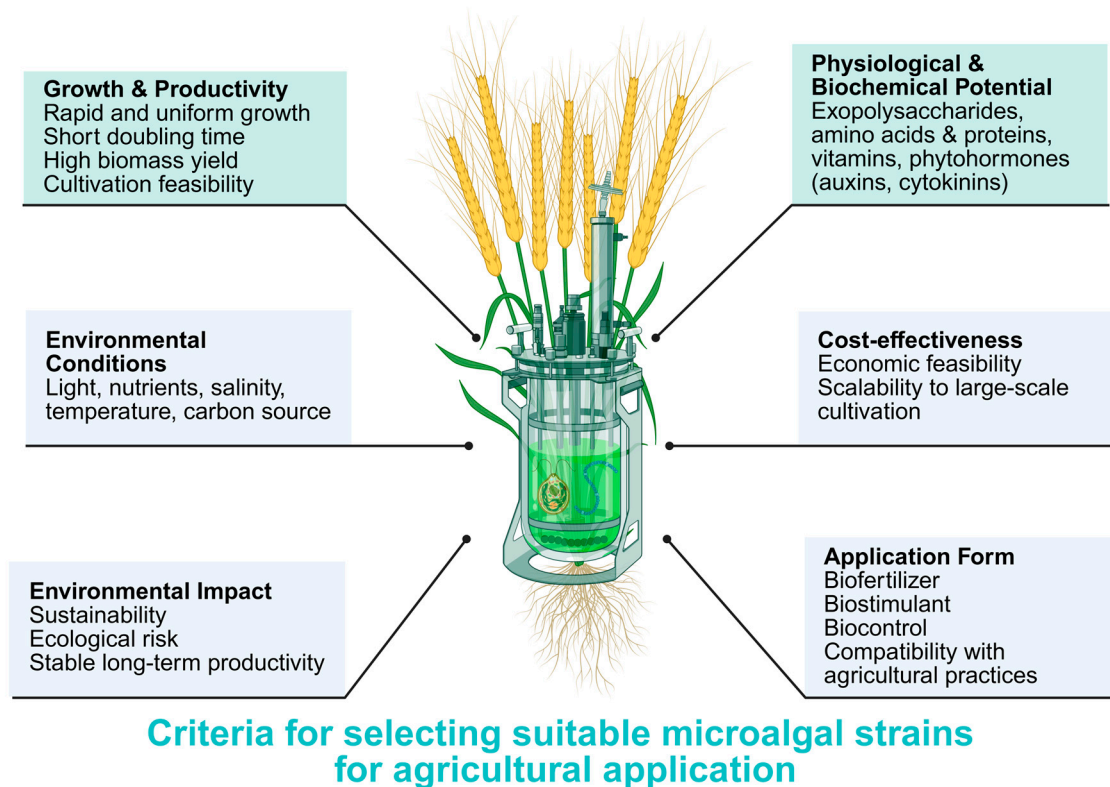 Growth & Productivity
Rapid and uniform growth
Short doubling time
High biomass yield
Cultivation feasibility
Physiological &
Biochemical Potential
Exopolysaccharides,
amino acids & proteins,
vitamins, phytohormones
(auxins, cytokinins)
Environmental
Conditions
Light, nutrients, salinity,
temperature, carbon source
Cost-effectiveness
Economic feasibility
Scalability to large-scale
cultivation
Environmental Impact
Sustainability
Ecological risk
Stable long-term productivity
Application Form
Biofertilizer
Biostimulant
Biocontrol
Compatibility with
agricultural practices
Criteria for selecting suitable microalgal strains
for agricultural application